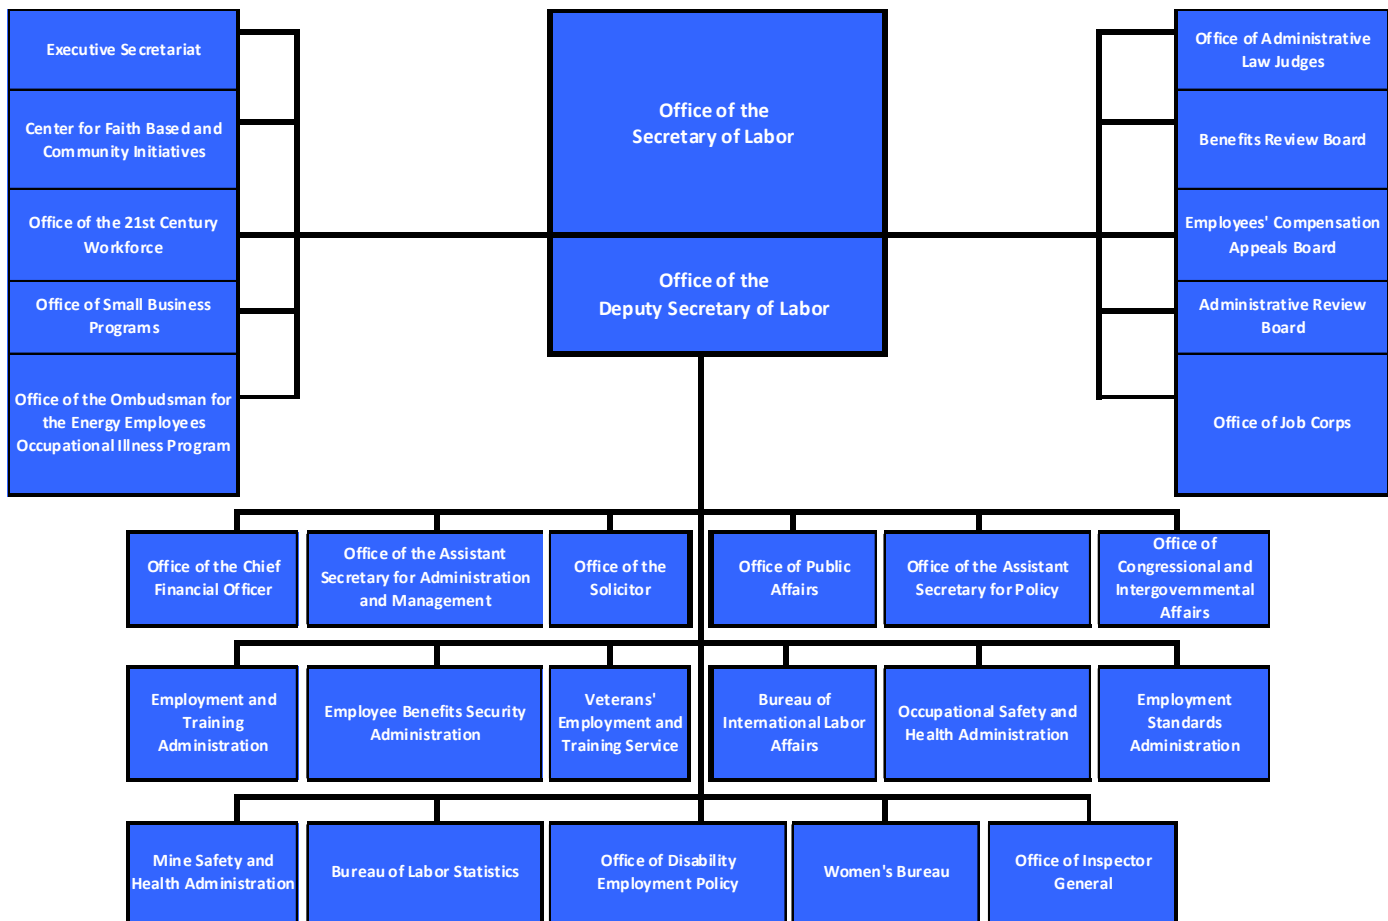 Executive Secretariat
Center for Faith Based and
Community Initiatives
Office of the 21st Century
Workforce
Office of Small Business
Programs
Office of the Ombudsman for
the Energy Employees
Occupational Illness Program
Office of the
Secretary of Labor
Office of the
Deputy Secretary of Labor
Office of Administrative
Law Judges
Benefits Review Board
Employees' Compensation
Appeals Board
Administrative Review
Board
Office of Job Corps
Office of the Chief
Financial Officer
Office of the Assistant
Secretary for Administration
and Management
Office of the
Solicitor
Office of Public
Affairs
Office of the Assistant
Secretary for Policy
Office of
Congressional and
Intergovernmental
Affairs
Employment and
Training
Administration
Employee Benefits Security
Administration
Veterans'
Employment and
Training Service
Bureau of
International Labor
Affairs
Occupational Safety and
Health Administration
Employment
Standards
Administration
Mine Safety and
Health Administration
Bureau of Labor Statistics
Office of Disability
Employment Policy
Women's Bureau
Office of Inspector
General